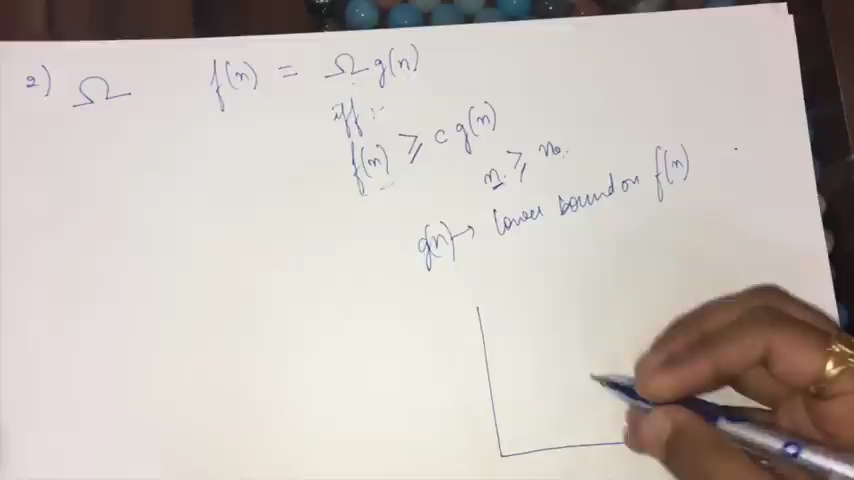 2) Ω f(n) = Ω g(n)
iff :-
f(n) ⩾ c g(n)
n ⩾ n₀.
g(n) → lower bound on f(n)